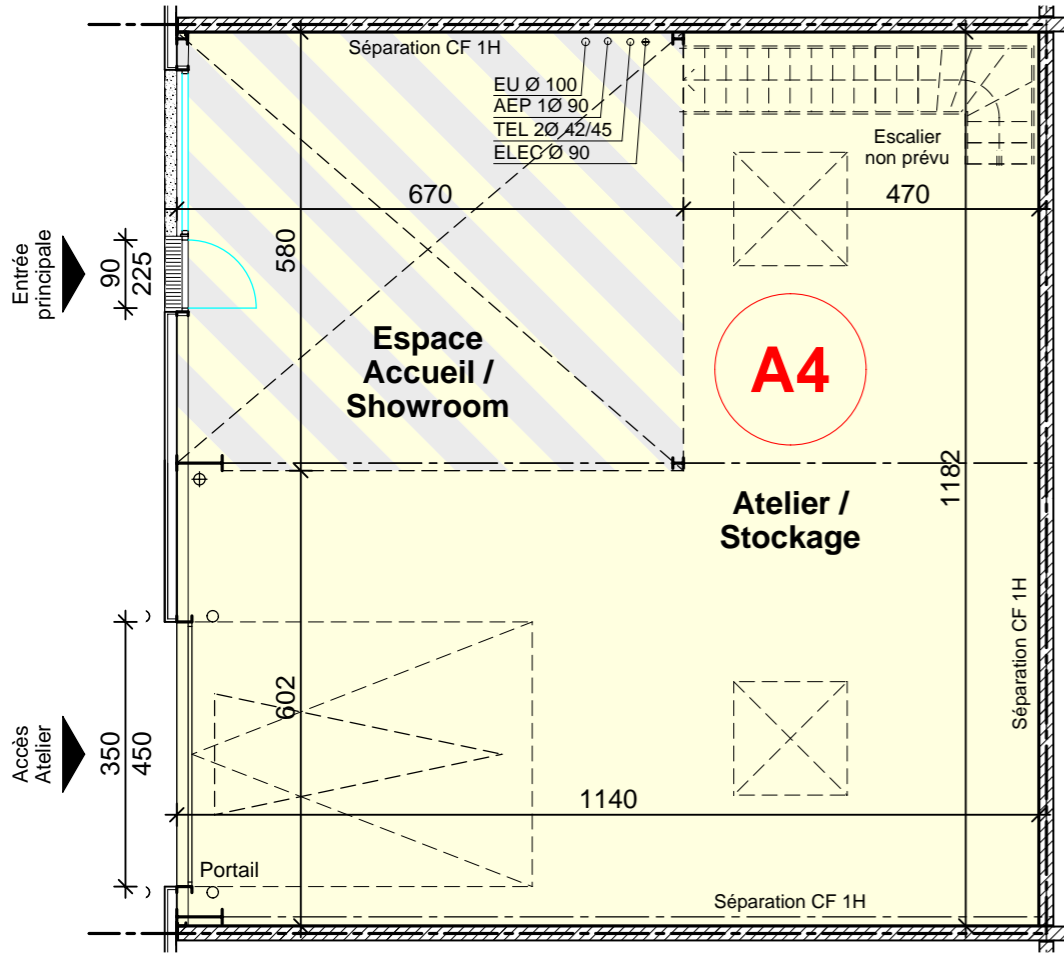 Séparation CF 1H
EU Ø 100
AEP 1Ø 90
TEL 2Ø 42/45
ELEC Ø 90
Escalier
non prévu
670
470
580
Entrée
principale
90
225
Espace
Accueil /
Showroom
A4
1182
Atelier /
Stockage
Séparation CF 1H
602
Accès
Atelier
350
450
1140
Portail
Séparation CF 1H